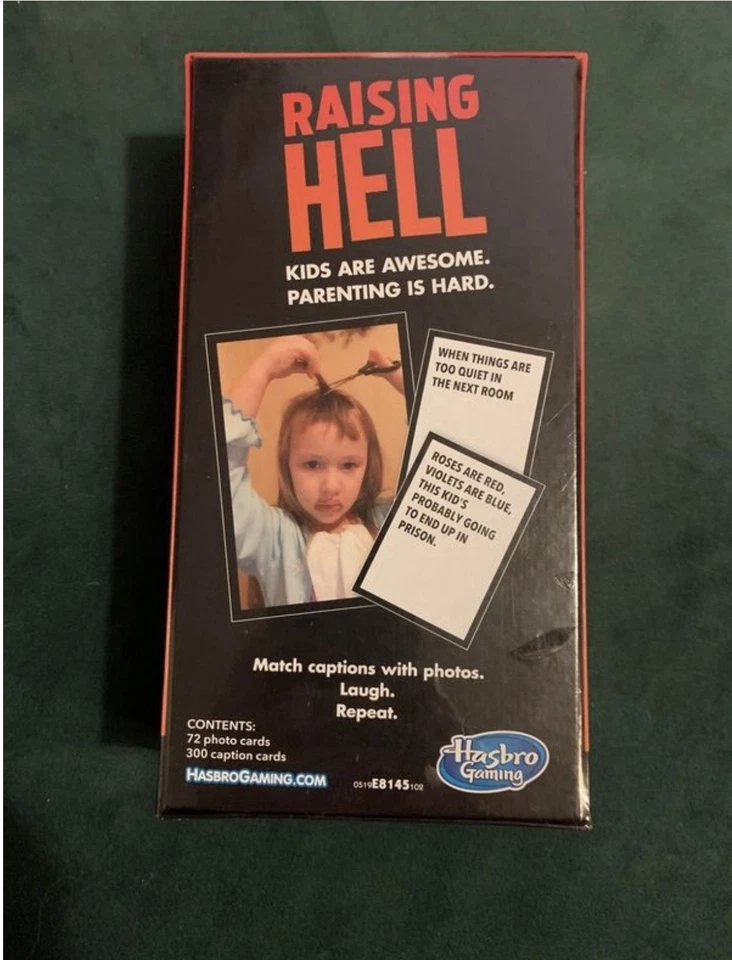 RAISING
HELL
KIDS ARE AWESOME.
PARENTING IS HARD.
WHEN THINGS ARE
TOO QUIET IN
THE NEXT ROOM
ROSES ARE RED,
VIOLETS ARE BLUE,
THIS KID'S
PROBABLY GOING
TO END UP IN
PRISON.
Match captions with photos.
Laugh.
Repeat.
CONTENTS:
72 photo cards
300 caption cards
HASBROGAMING.COM
0519E8145102
Hasbro
Gaming